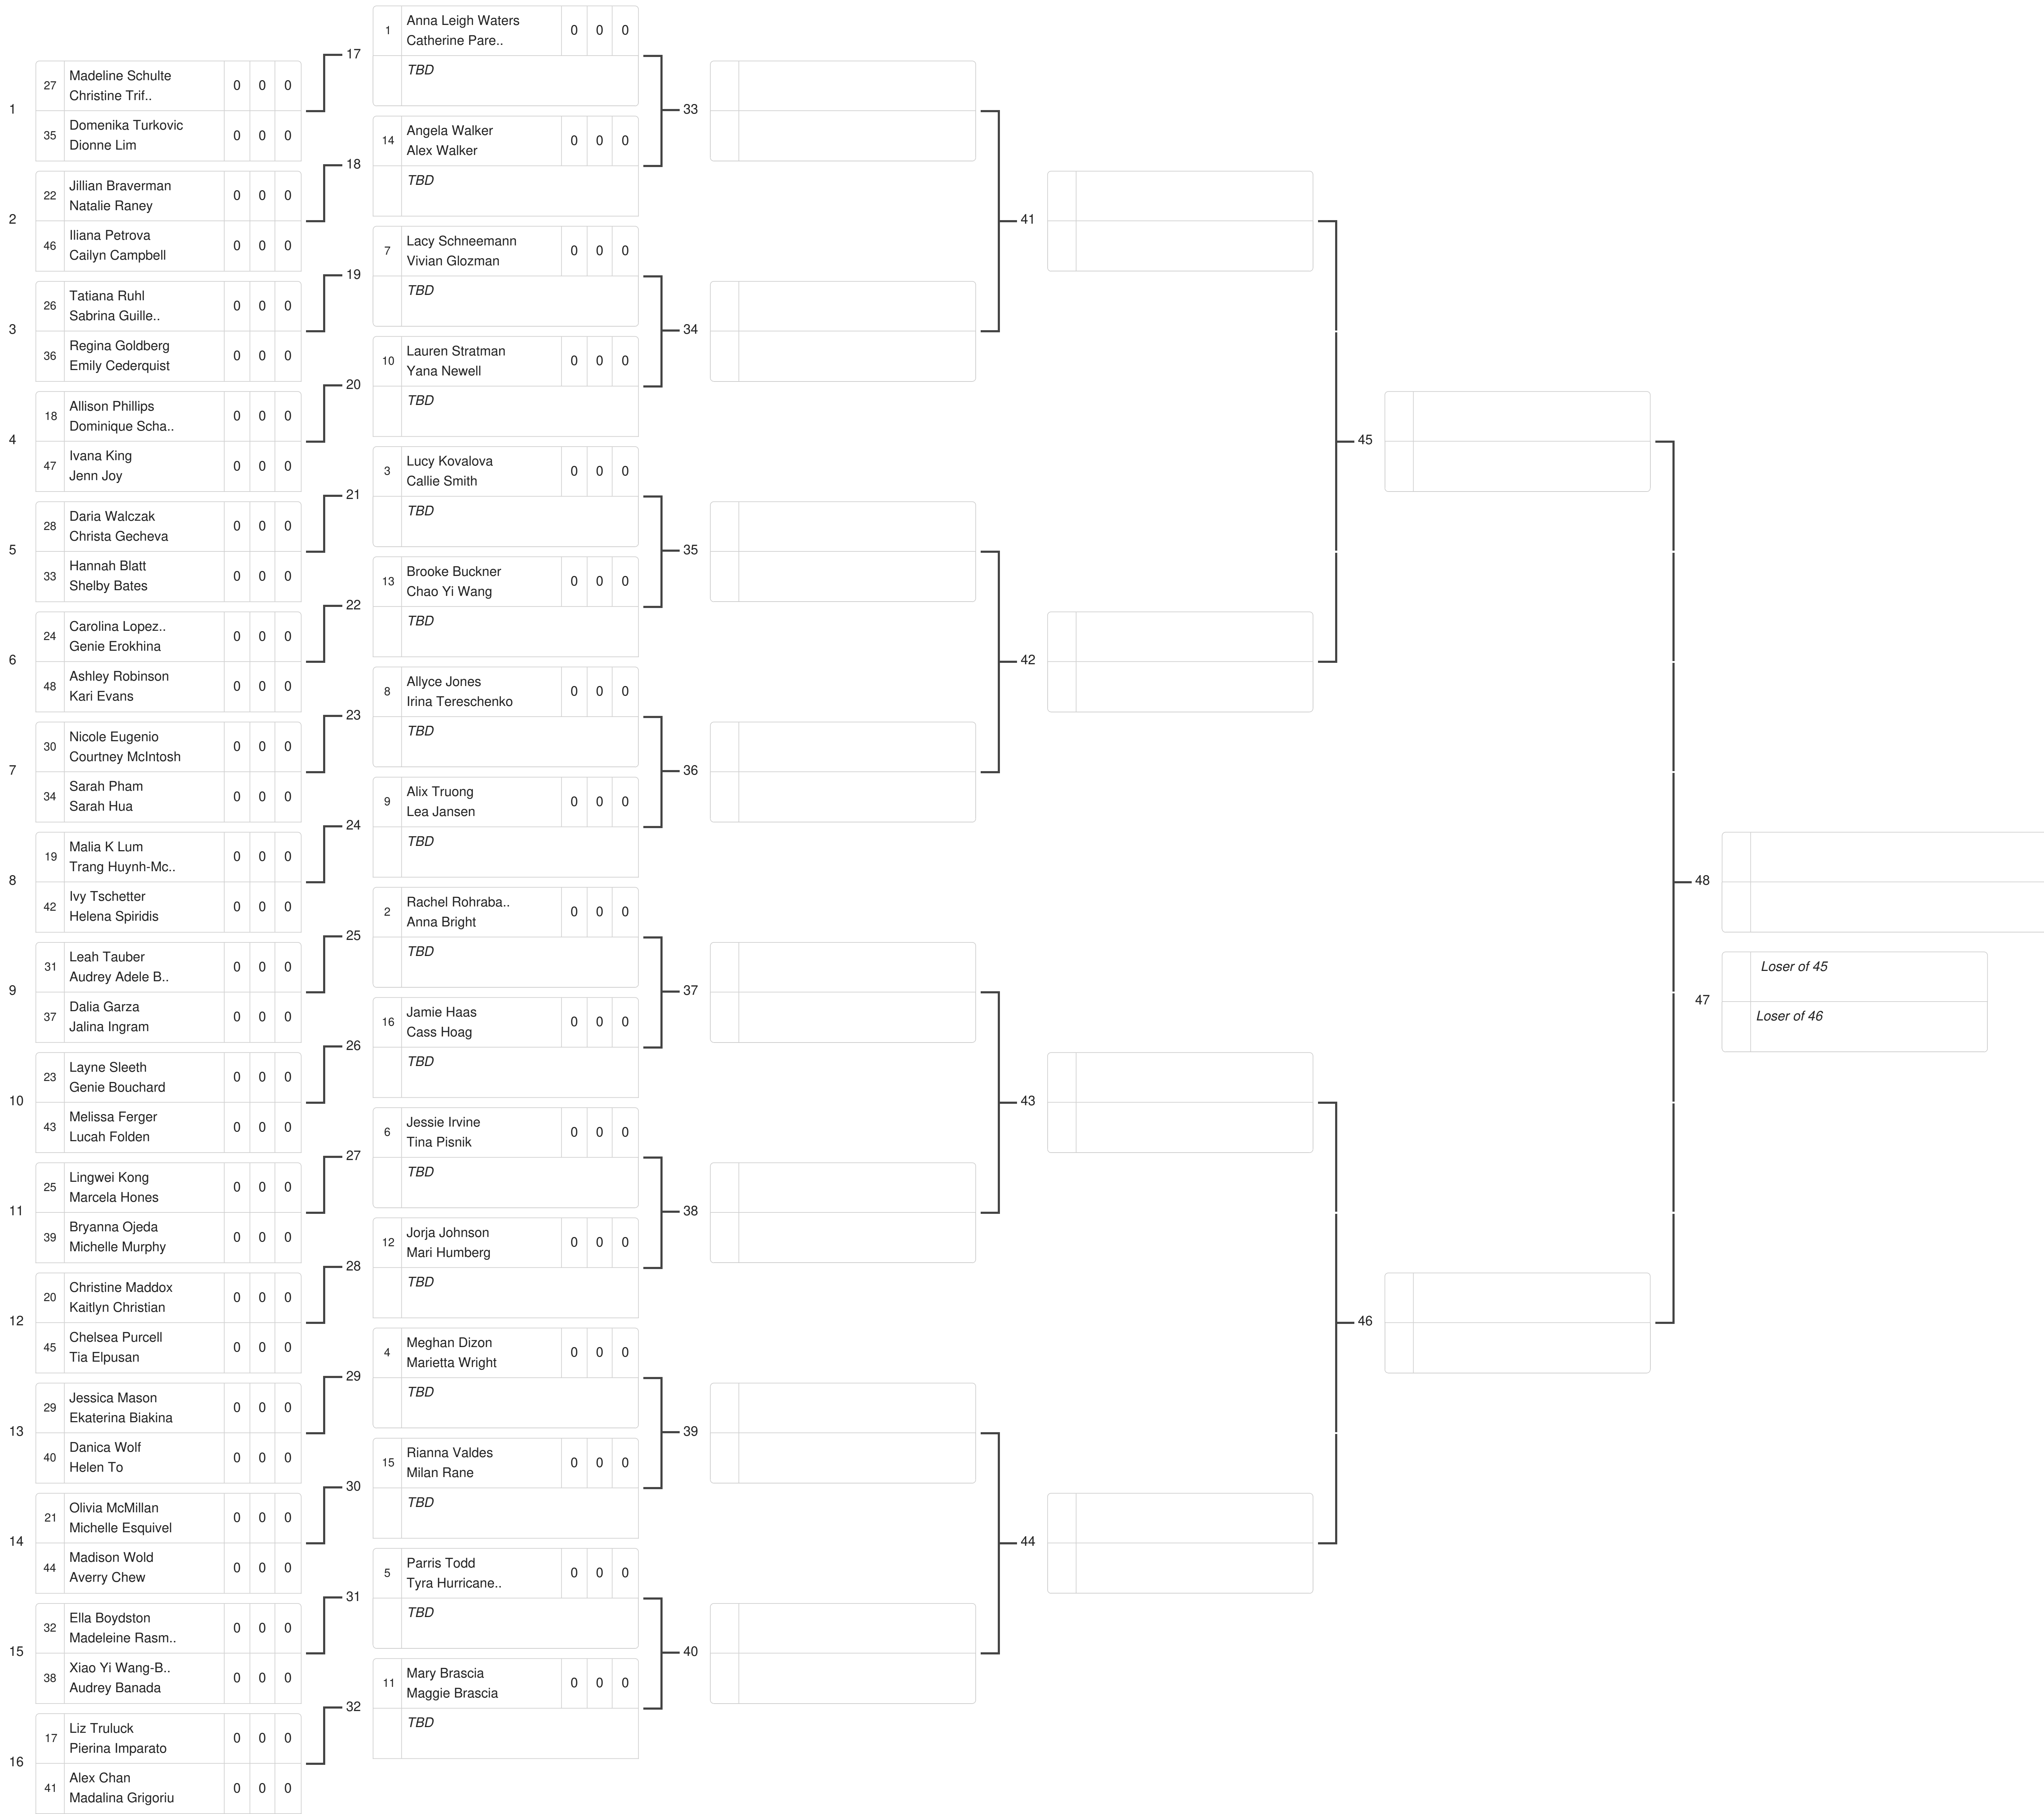 1
27
Madeline Schulte
Christine Trif..
0 0 0
35
Domenika Turkovic
Dionne Lim
0 0 0
2
22
Jillian Braverman
Natalie Raney
0 0 0
46
Iliana Petrova
Cailyn Campbell
0 0 0
3
26
Tatiana Ruhl
Sabrina Guille..
0 0 0
36
Regina Goldberg
Emily Cederquist
0 0 0
4
18
Allison Phillips
Dominique Scha..
0 0 0
47
Ivana King
Jenn Joy
0 0 0
5
28
Daria Walczak
Christa Gecheva
0 0 0
33
Hannah Blatt
Shelby Bates
0 0 0
6
24
Carolina Lopez..
Genie Erokhina
0 0 0
48
Ashley Robinson
Kari Evans
0 0 0
7
30
Nicole Eugenio
Courtney McIntosh
0 0 0
34
Sarah Pham
Sarah Hua
0 0 0
8
19
Malia K Lum
Trang Huynh-Mc..
0 0 0
42
Ivy Tschetter
Helena Spiridis
0 0 0
9
31
Leah Tauber
Audrey Adele B..
0 0 0
37
Dalia Garza
Jalina Ingram
0 0 0
10
23
Layne Sleeth
Genie Bouchard
0 0 0
43
Melissa Ferger
Lucah Folden
0 0 0
11
25
Lingwei Kong
Marcela Hones
0 0 0
39
Bryanna Ojeda
Michelle Murphy
0 0 0
12
20
Christine Maddox
Kaitlyn Christian
0 0 0
45
Chelsea Purcell
Tia Elpusan
0 0 0
13
29
Jessica Mason
Ekaterina Biakina
0 0 0
40
Danica Wolf
Helen To
0 0 0
14
21
Olivia McMillan
Michelle Esquivel
0 0 0
44
Madison Wold
Averry Chew
0 0 0
15
32
Ella Boydston
Madeleine Rasm..
0 0 0
38
Xiao Yi Wang-B..
Audrey Banada
0 0 0
16
17
Liz Truluck
Pierina Imparato
0 0 0
41
Alex Chan
Madalina Grigoriu
0 0 0
17
1
Anna Leigh Waters
Catherine Pare..
0 0 0
TBD
18
14
Angela Walker
Alex Walker
0 0 0
TBD
19
7
Lacy Schneemann
Vivian Glozman
0 0 0
TBD
20
10
Lauren Stratman
Yana Newell
0 0 0
TBD
21
3
Lucy Kovalova
Callie Smith
0 0 0
TBD
22
13
Brooke Buckner
Chao Yi Wang
0 0 0
TBD
23
8
Allyce Jones
Irina Tereschenko
0 0 0
TBD
24
9
Alix Truong
Lea Jansen
0 0 0
TBD
25
2
Rachel Rohraba..
Anna Bright
0 0 0
TBD
26
16
Jamie Haas
Cass Hoag
0 0 0
TBD
27
6
Jessie Irvine
Tina Pisnik
0 0 0
TBD
28
12
Jorja Johnson
Mari Humberg
0 0 0
TBD
29
4
Meghan Dizon
Marietta Wright
0 0 0
TBD
30
15
Rianna Valdes
Milan Rane
0 0 0
TBD
31
5
Parris Todd
Tyra Hurricane..
0 0 0
TBD
32
11
Mary Brascia
Maggie Brascia
0 0 0
TBD
33
34
35
36
37
38
39
40
41
42
43
44
45
46
48
47
Loser of 45
Loser of 46